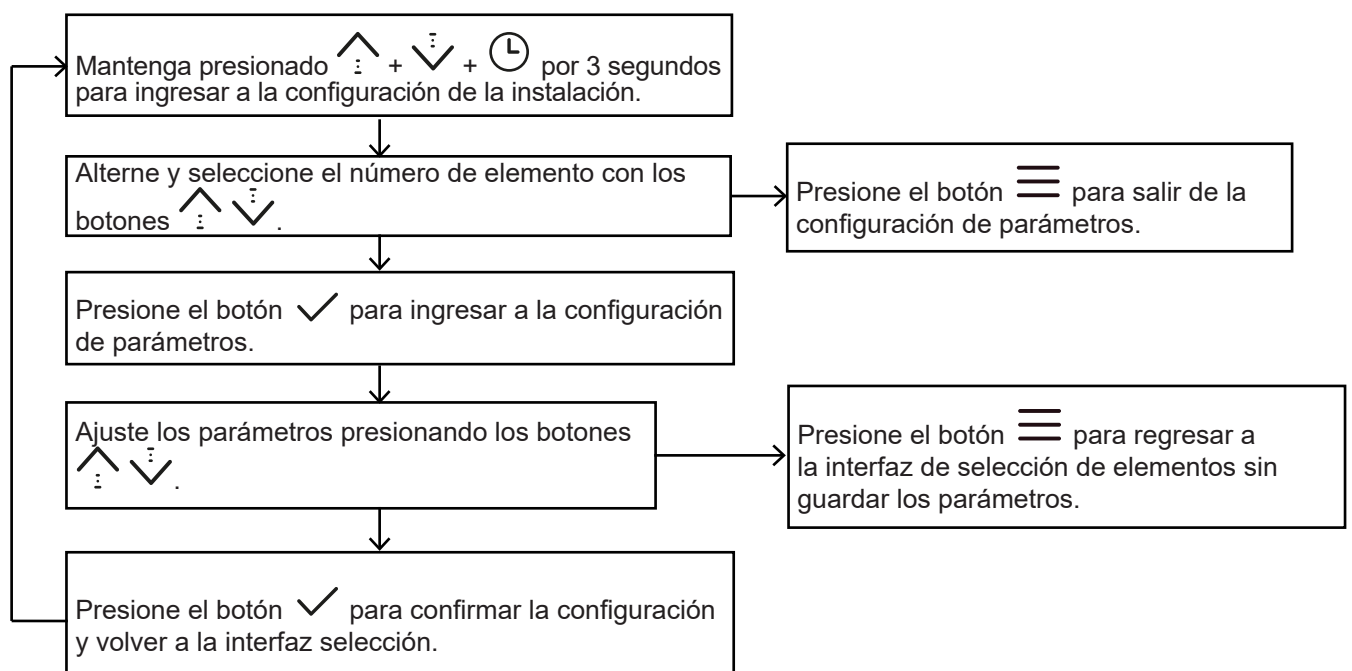 Mantenga presionado + + por 3 segundos
para ingresar a la configuración de la instalación.
Alterne y seleccione el número de elemento con los
botones .
Presione el botón para salir de la
configuración de parámetros.
Presione el botón para ingresar a la configuración
de parámetros.
Ajuste los parámetros presionando los botones
.
Presione el botón para regresar a
la interfaz de selección de elementos sin
guardar los parámetros.
Presione el botón para confirmar la configuración
y volver a la interfaz selección.